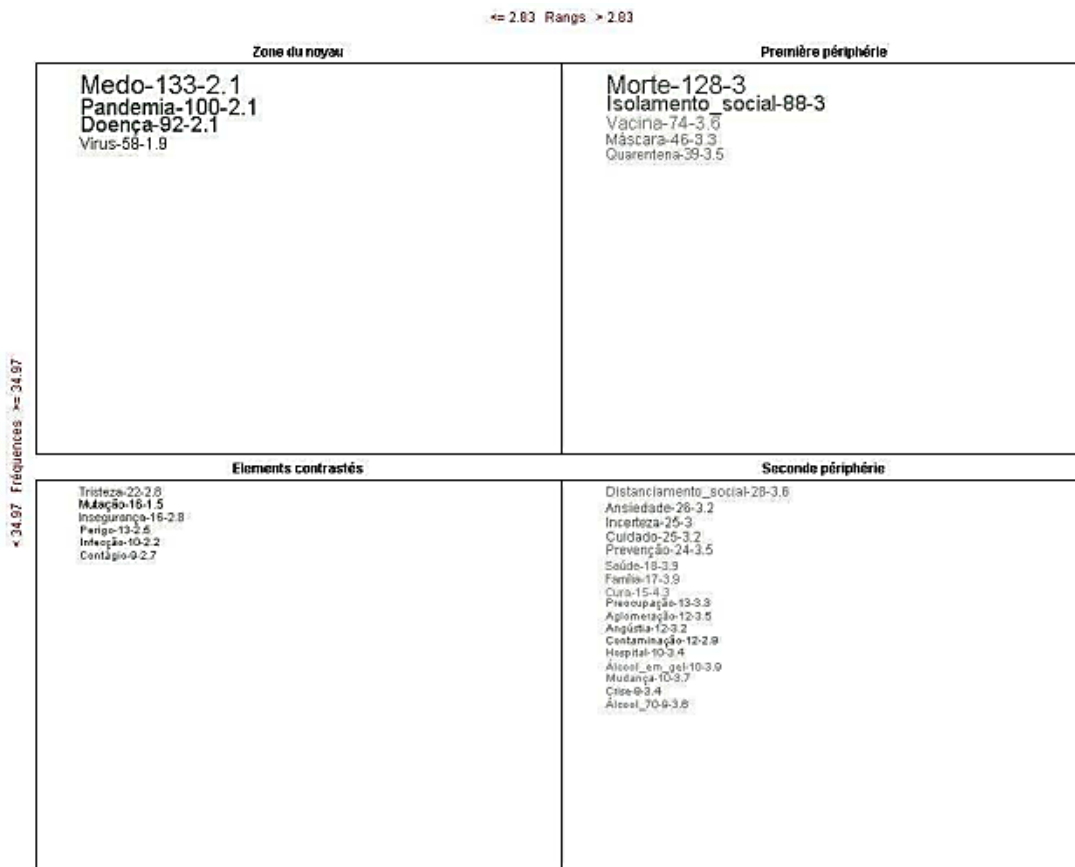 <= 2.83 Rangs > 2.83
Zone du noyau
Medo-133-2.1
Pandemia-100-2.1
Doença-92-2.1
Vírus-58-1.9
Première périphérie
Morte-128-3
Isolamento_social-88-3
Vacina-74-3.6
Máscara-46-3.3
Quarentena-39-3.5
< 34.97 Fréquences >= 34.97
Elements contrastés
Tristeza-22-2.8
Mutação-16-1.5
Insegurança-16-2.8
Perigo-13-2.5
Infecção-10-2.2
Contágio-9-2.7
Seconde périphérie
Distanciamento_social-28-3.6
Ansiedade-26-3.2
Incerteza-25-3
Cuidado-25-3.2
Prevenção-24-3.5
Saúde-18-3.9
Família-17-3.9
Cura-15-4.3
Preocupação-13-3.3
Aglomeração-12-3.5
Angústia-12-3.2
Contaminação-12-2.9
Hospital-10-3.4
Álcool_em_gel-10-3.9
Mudança-10-3.7
Crise-9-3.4
Álcool_70-9-3.8